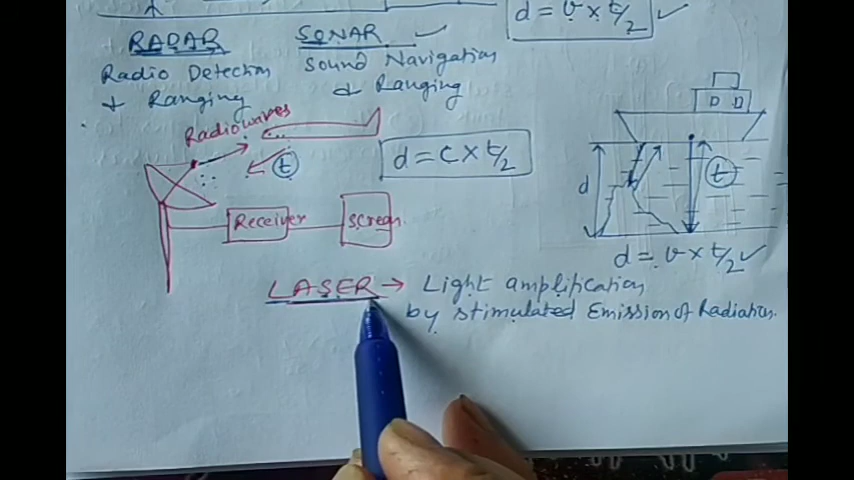 d = v × t/2 ✓
RADAR
SONAR ✓
Radio Detection
+ Ranging
Sound Navigation
& Ranging
Radiowaves
t
d = c × t/2
Receiver
screen
d
t
d = v × t/2 ✓
LASER → Light amplification
by stimulated Emission of Radiation.